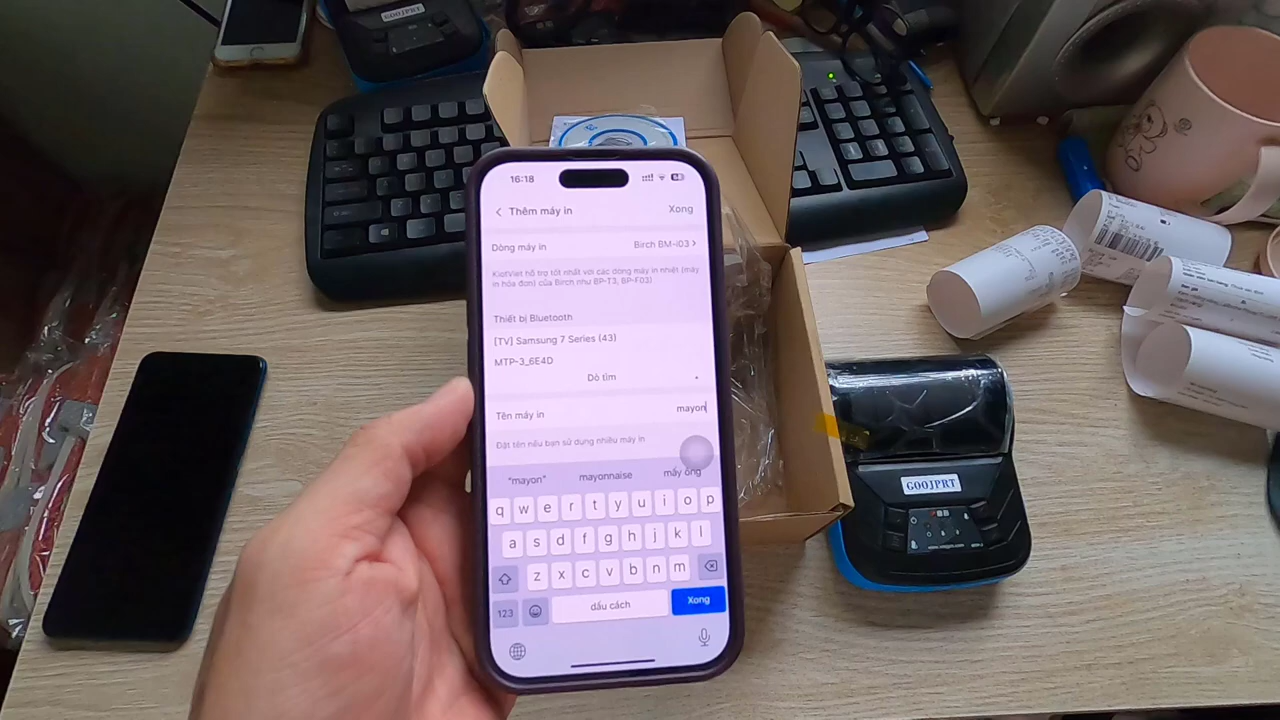 GOOJPRT
16:18
Thêm máy in
Xong
Dòng máy in
Birch BM-i03
KiotViet hỗ trợ tốt nhất với các dòng máy in nhiệt (máy
in hóa đơn) của Birch như BP-T3, BP-F03)
Thiết bị Bluetooth
[TV] Samsung 7 Series (43)
MTP-3_6E4D
Dò tìm
Tên máy in
mayon
Đặt tên nếu bạn sử dụng nhiều máy in
"mayon"
mayonnaise
máy ong
q w e r t y u i o p
a s d f g h j k l
z x c v b n m
123
dấu cách
Xong
GOOJPRT